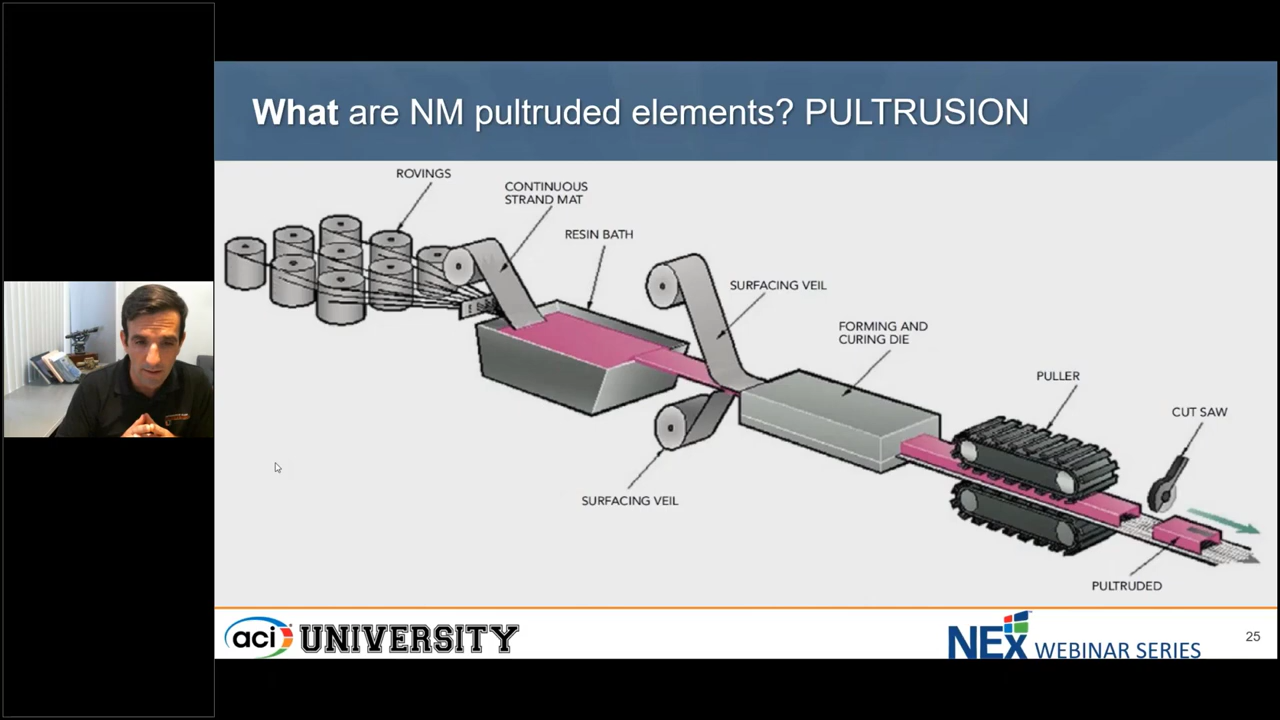 What are NM pultruded elements? PULTRUSION
ROVINGS
CONTINUOUS
STRAND MAT
RESIN BATH
SURFACING VEIL
FORMING AND
CURING DIE
PULLER
CUT SAW
SURFACING VEIL
PULTRUDED
aci UNIVERSITY
NEx WEBINAR SERIES
25